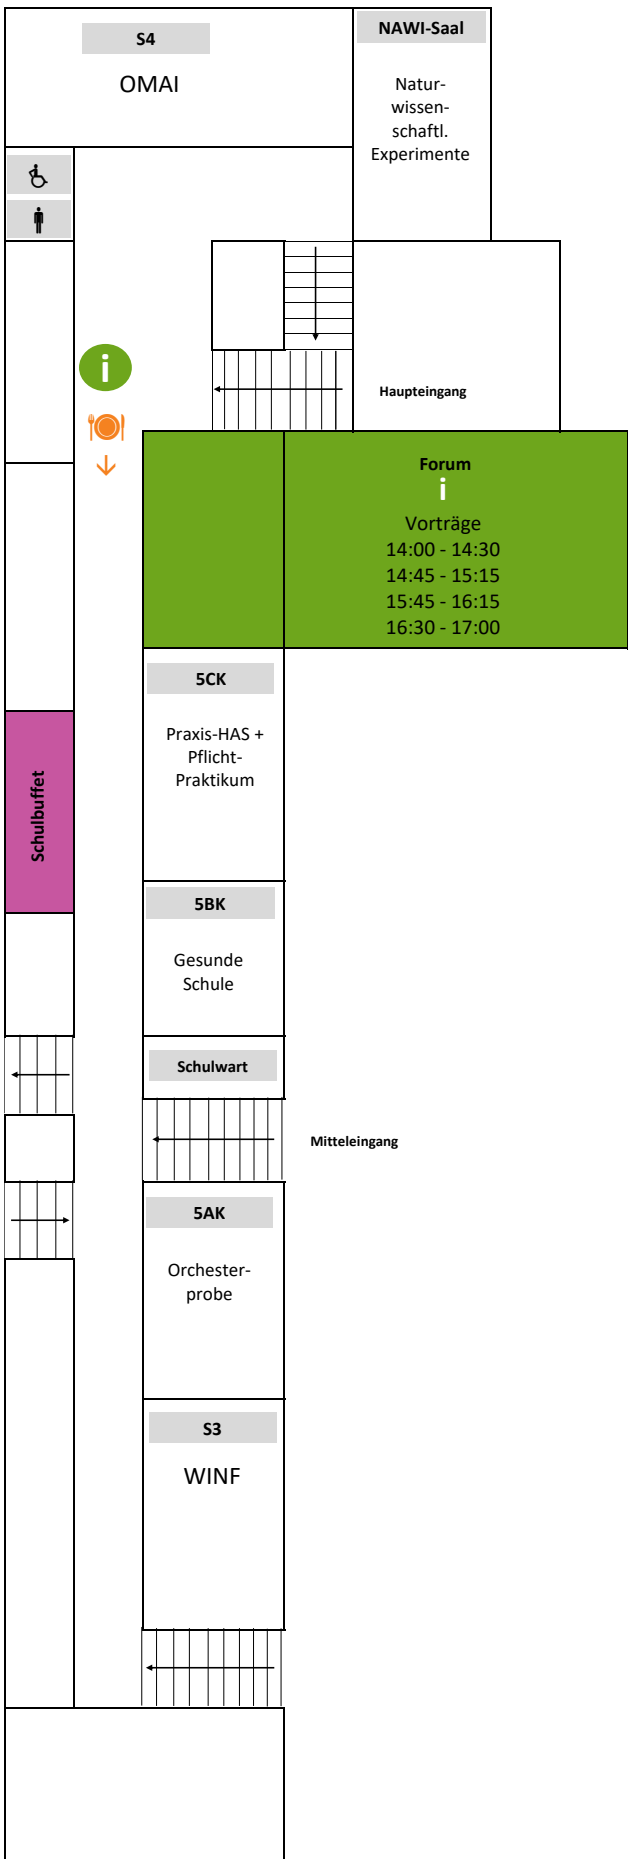 S4
OMAI
NAWI-Saal
Natur-
wissen-
schaftl.
Experimente
i
Haupteingang
Forum
i
Vorträge
14:00 - 14:30
14:45 - 15:15
15:45 - 16:15
16:30 - 17:00
5CK
Praxis-HAS +
Pflicht-
Praktikum
Schulbuffet
5BK
Gesunde
Schule
Schulwart
Mitteleingang
5AK
Orchester-
probe
S3
WINF